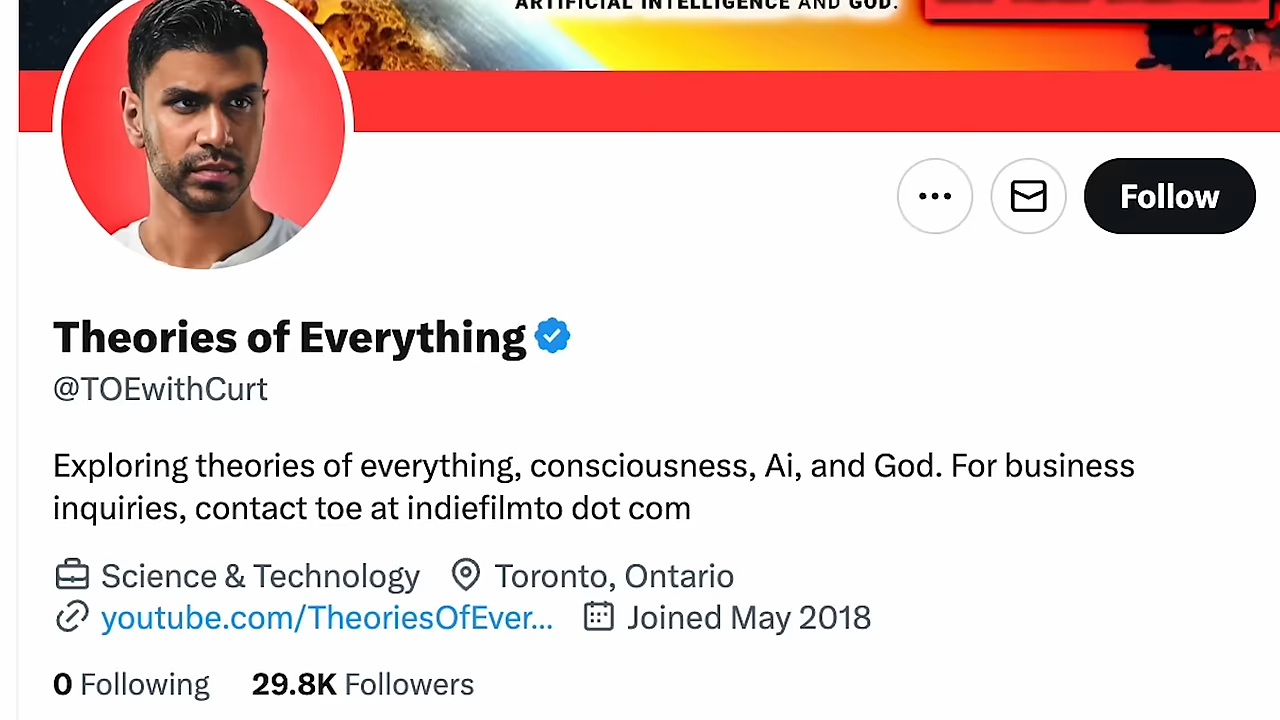 ARTIFICIAL INTELLIGENCE AND GOD.
Follow
Theories of Everything
@TOEwithCurt
Exploring theories of everything, consciousness, Ai, and God. For business
inquiries, contact toe at indiefilmto dot com
Science & Technology Toronto, Ontario
youtube.com/TheoriesOfEver... Joined May 2018
0 Following 29.8K Followers